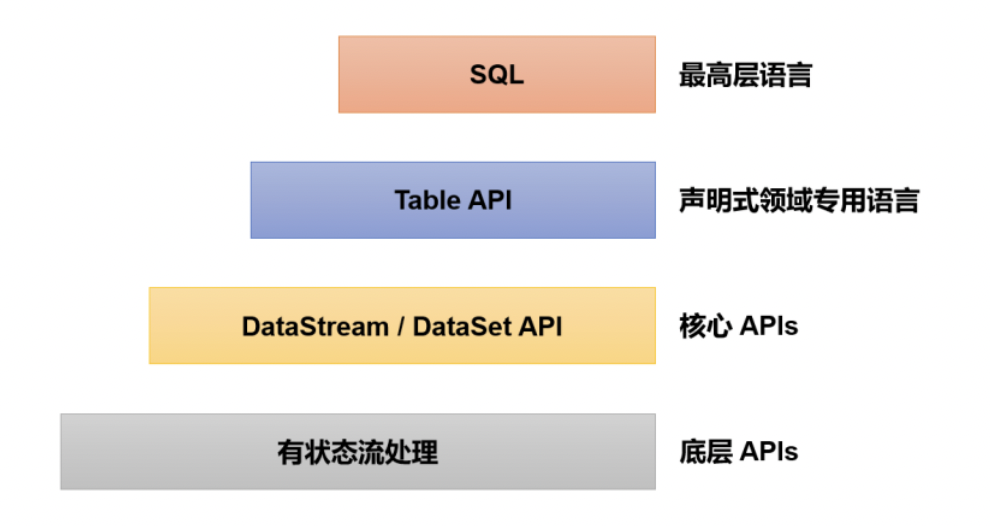 SQL
最高层语言
Table API
声明式领域专用语言
DataStream / DataSet API
核心 APIs
有状态流处理
底层 APIs